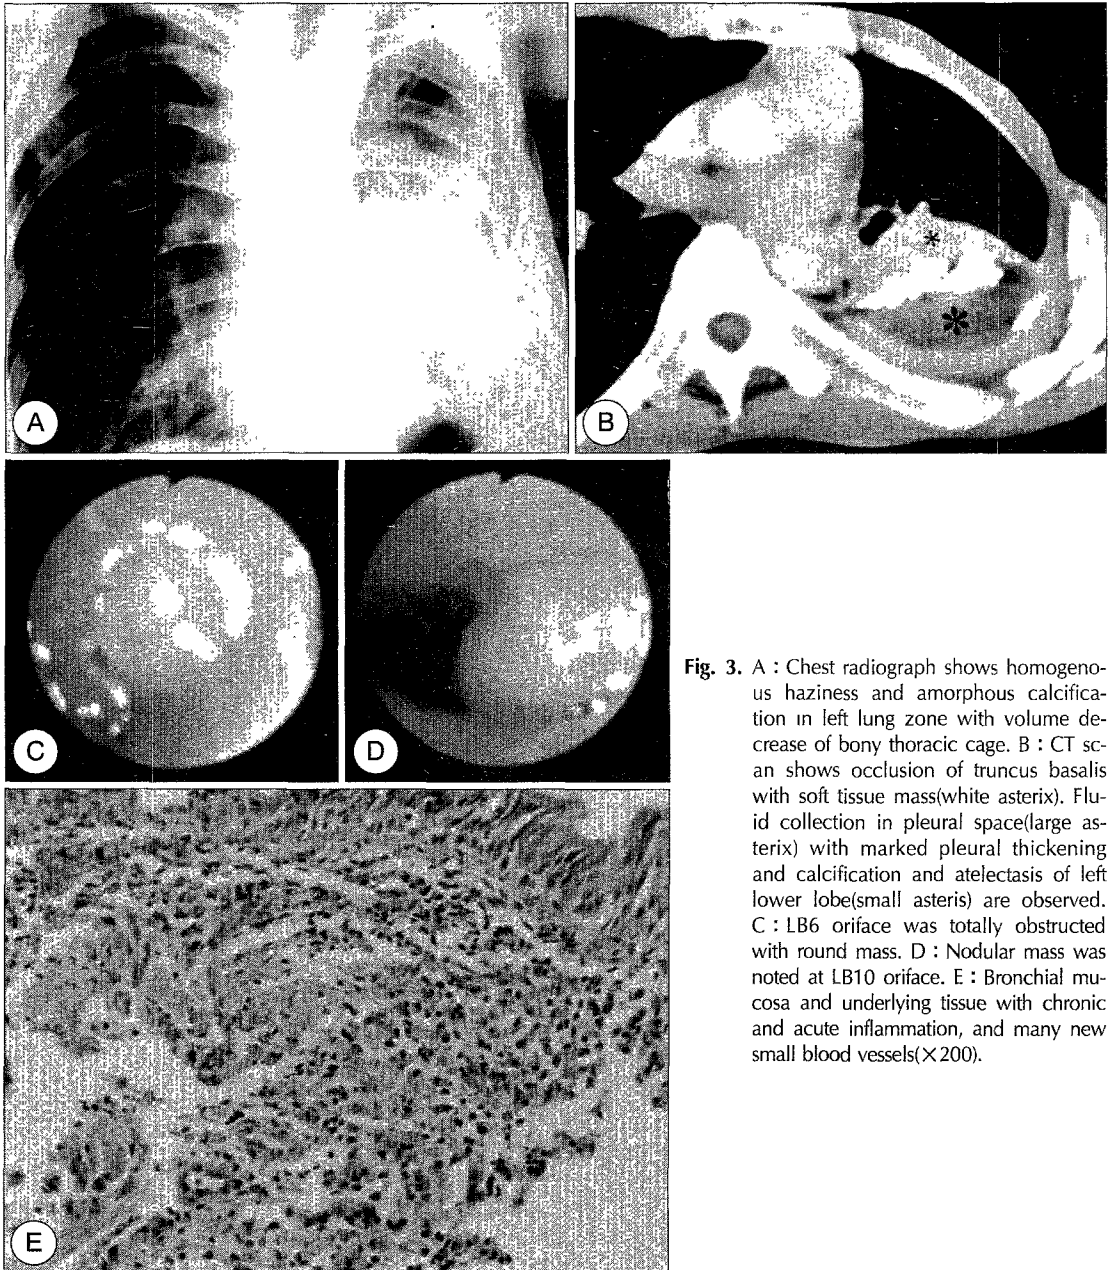 A
B
*
*
C
D
E
Fig. 3. A : Chest radiograph shows homogeno-
us haziness and amorphous calcifica-
tion in left lung zone with volume de-
crease of bony thoracic cage. B : CT sc-
an shows occlusion of truncus basalis
with soft tissue mass(white asterix). Flu-
id collection in pleural space(large as-
terix) with marked pleural thickening
and calcification and atelectasis of left
lower lobe(small asteris) are observed.
C : LB6 oriface was totally obstructed
with round mass. D : Nodular mass was
noted at LB10 oriface. E : Bronchial mu-
cosa and underlying tissue with chronic
and acute inflammation, and many new
small blood vessels(×200).